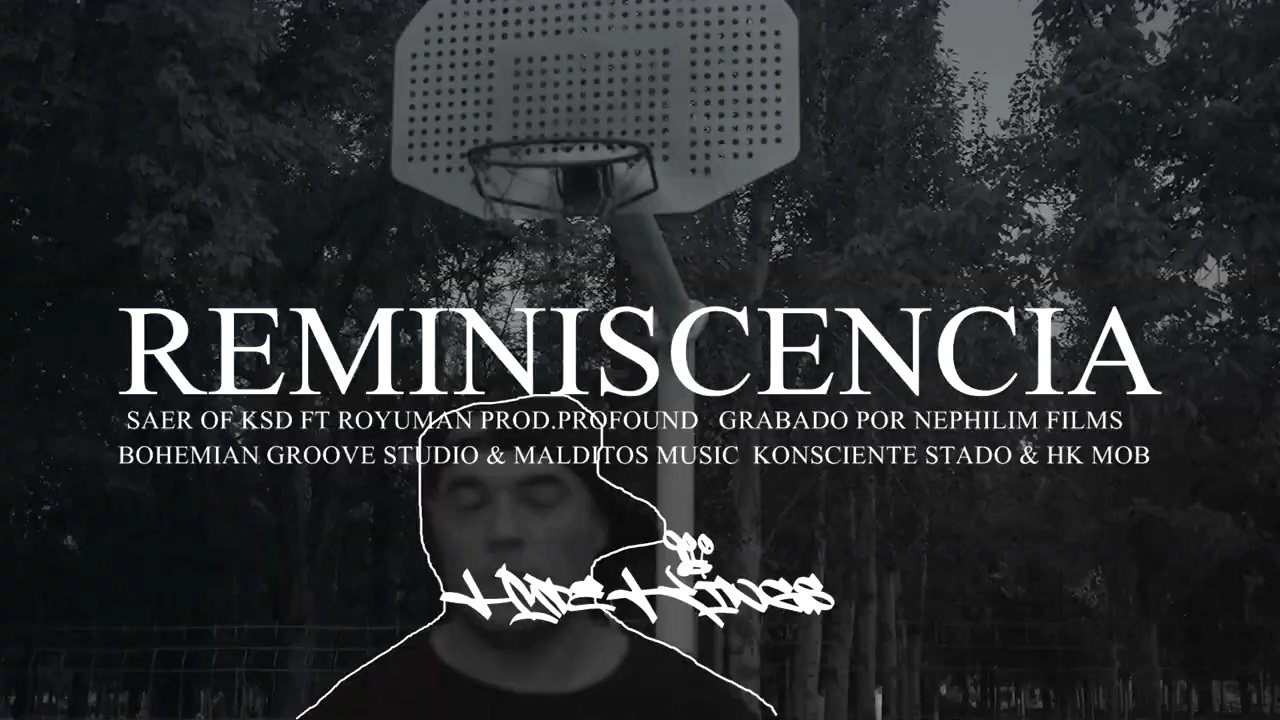 REMINISCENCIA
SAER OF KSD FT ROYUMAN PROD.PROFOUND GRABADO POR NEPHILIM FILMS
BOHEMIAN GROOVE STUDIO & MALDITOS MUSIC KONSCIENTE STADO & HK MOB
KINGS